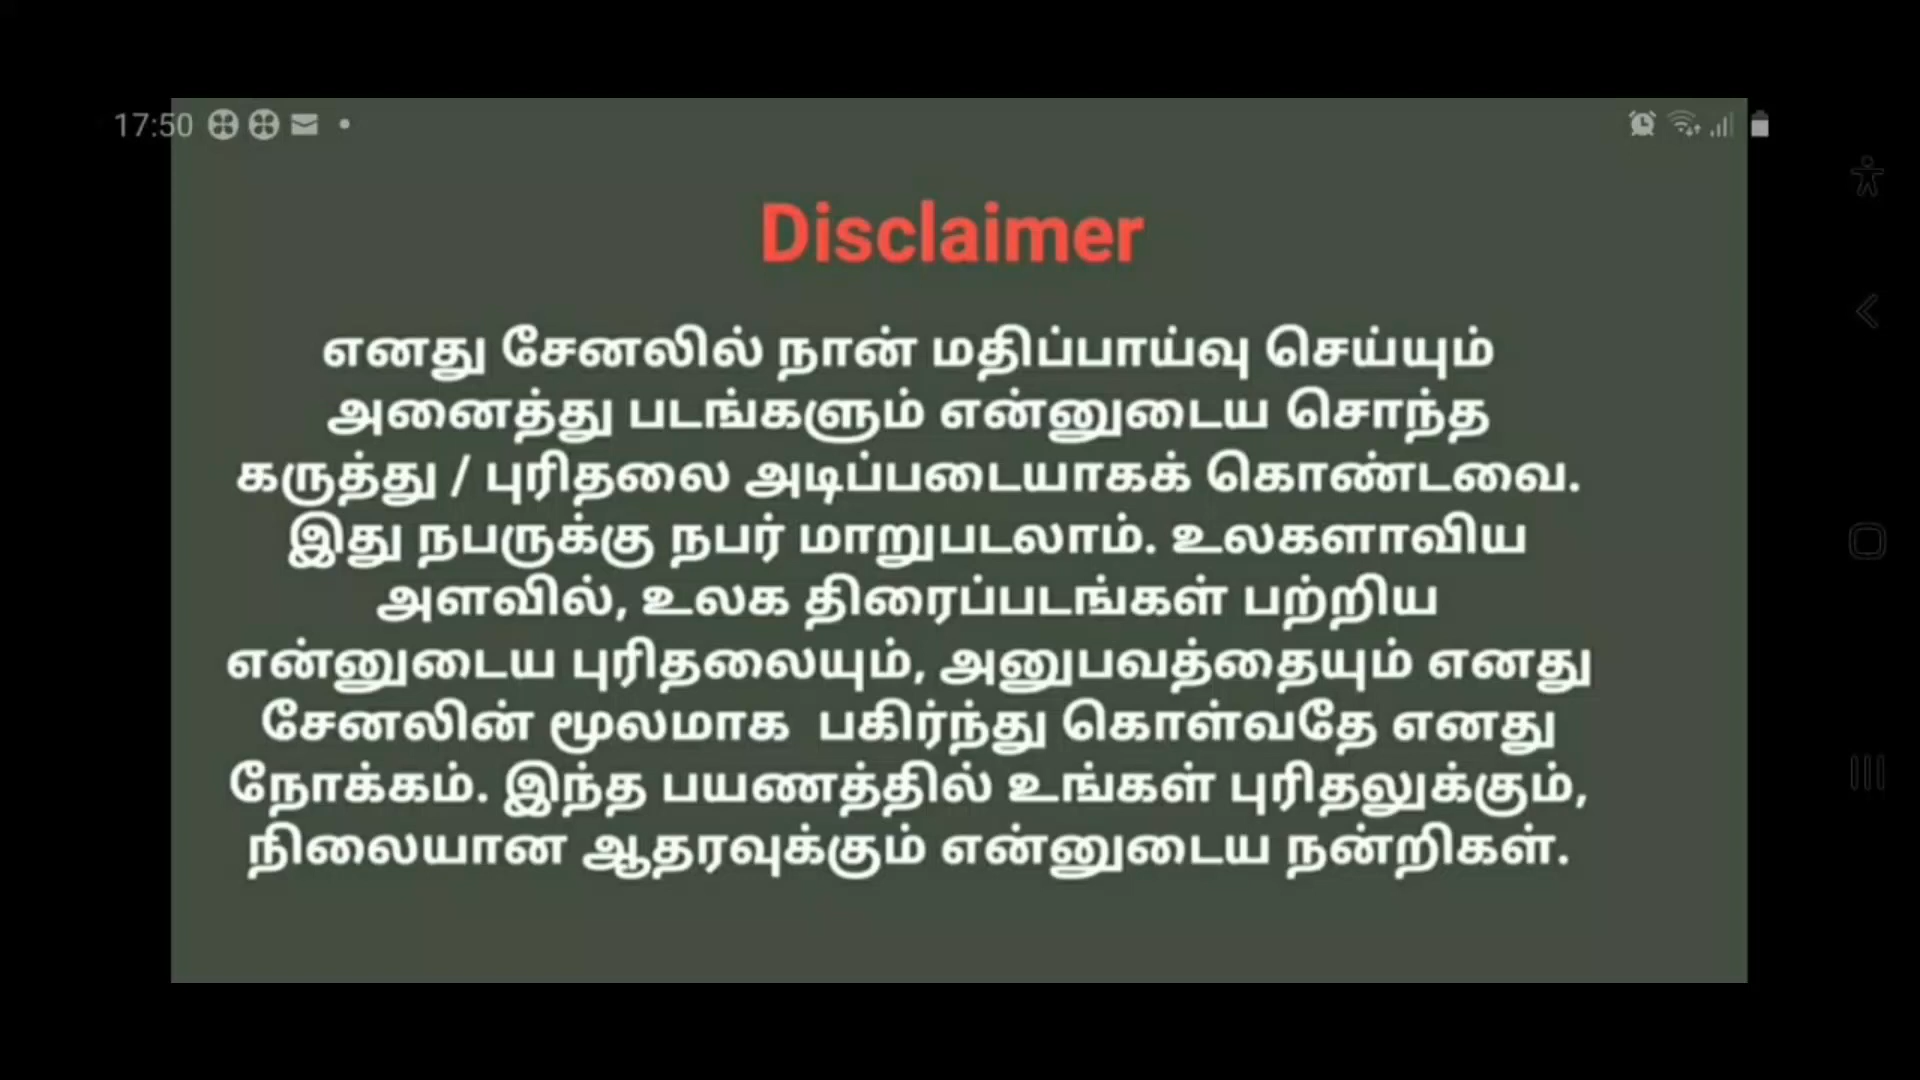 17:50
Disclaimer
எனது சேனலில் நான் மதிப்பாய்வு செய்யும்
அனைத்து படங்களும் என்னுடைய சொந்த
கருத்து / புரிதலை அடிப்படையாகக் கொண்டவை.
இது நபருக்கு நபர் மாறுபடலாம். உலகளாவிய
அளவில், உலக திரைப்படங்கள் பற்றிய
என்னுடைய புரிதலையும், அனுபவத்தையும் எனது
சேனலின் மூலமாக  பகிர்ந்து கொள்வதே எனது
நோக்கம். இந்த பயணத்தில் உங்கள் புரிதலுக்கும்,
நிலையான ஆதரவுக்கும் என்னுடைய நன்றிகள்.